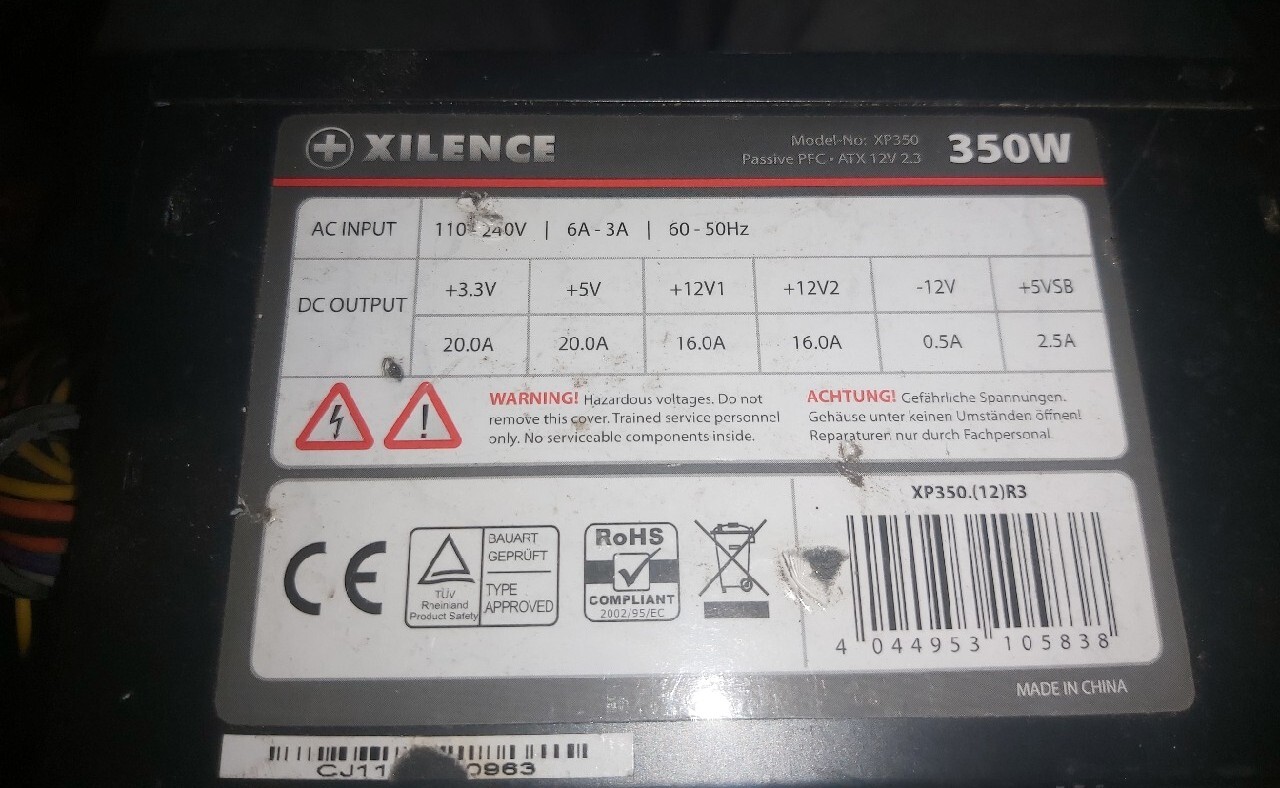 XILENCE
Model-No: XP350
Passive PFC • ATX 12V 2.3
350W
AC INPUT 110 - 240V | 6A - 3A | 60 - 50Hz
DC OUTPUT
+3.3V +5V +12V1 +12V2 -12V +5VSB
20.0A 20.0A 16.0A 16.0A 0.5A 2.5A
WARNING! Hazardous voltages. Do not
remove this cover. Trained service personnel
only. No serviceable components inside.
ACHTUNG! Gefährliche Spannungen.
Gehäuse unter keinen Umständen öffnen!
Reparaturen nur durch Fachpersonal
CE
TÜV
Rheinland
Product Safety
BAUART
GEPRÜFT
TYPE
APPROVED
RoHS
COMPLIANT
2002/95/EC
XP350.(12)R3
4 044953 105838
MADE IN CHINA
CJ11 0963